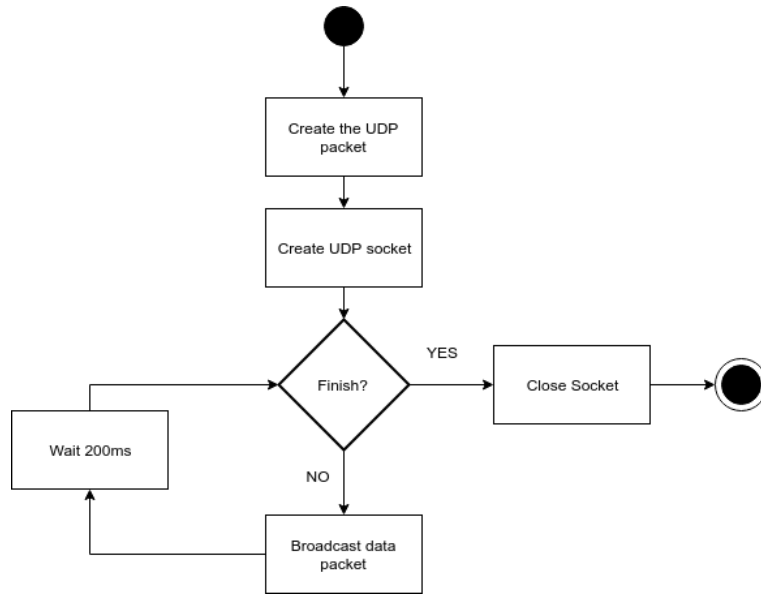 Create the UDP
packet
Create UDP socket
Finish?
YES
Close Socket
Wait 200ms
NO
Broadcast data
packet